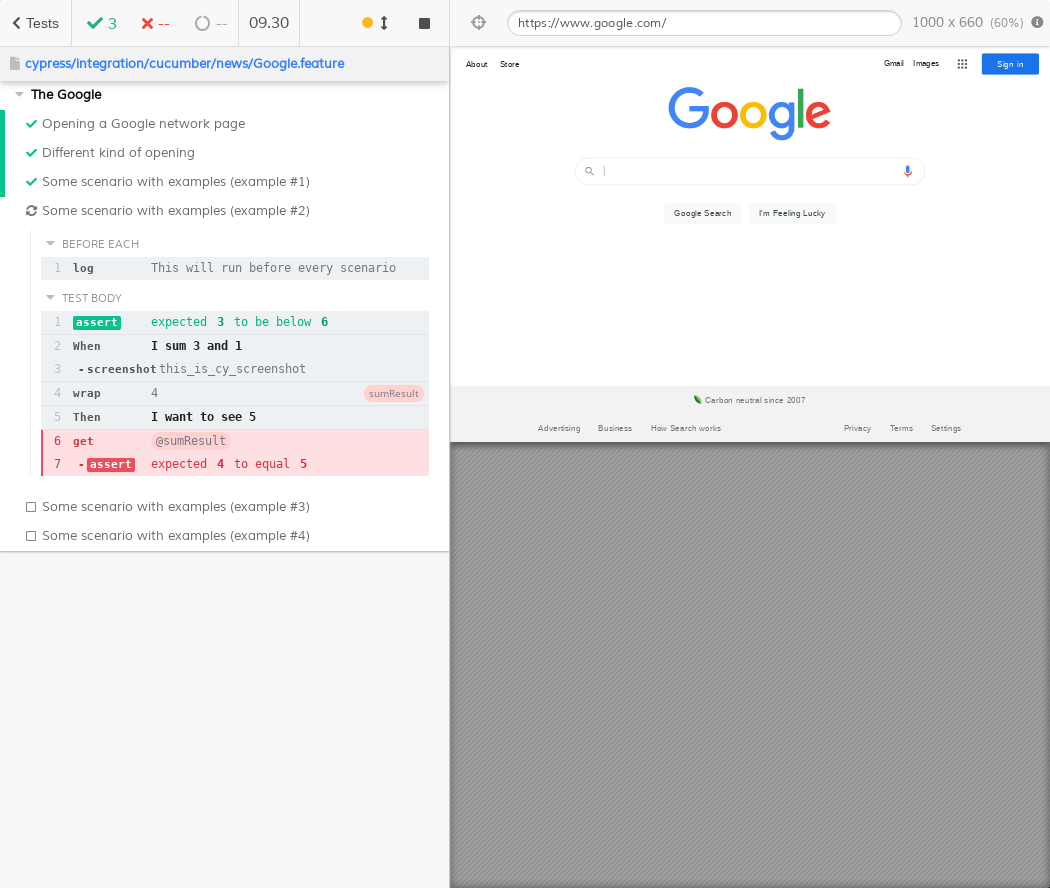 Tests 3 -- -- 09.30
cypress/integration/cucumber/news/Google.feature
The Google
Opening a Google network page
Different kind of opening
Some scenario with examples (example #1)
Some scenario with examples (example #2)
BEFORE EACH
1 log This will run before every scenario
TEST BODY
1 assert expected 3 to be below 6
2 When I sum 3 and 1
3 -screenshot this_is_cy_screenshot
4 wrap 4 sumResult
5 Then I want to see 5
6 get @sumResult
7 -assert expected 4 to equal 5
Some scenario with examples (example #3)
Some scenario with examples (example #4)
https://www.google.com/ 1000 x 660 (60%)
About Store Gmail Images Sign in
Google
Google Search I'm Feeling Lucky
Carbon neutral since 2007
Advertising Business How Search works Privacy Terms Settings